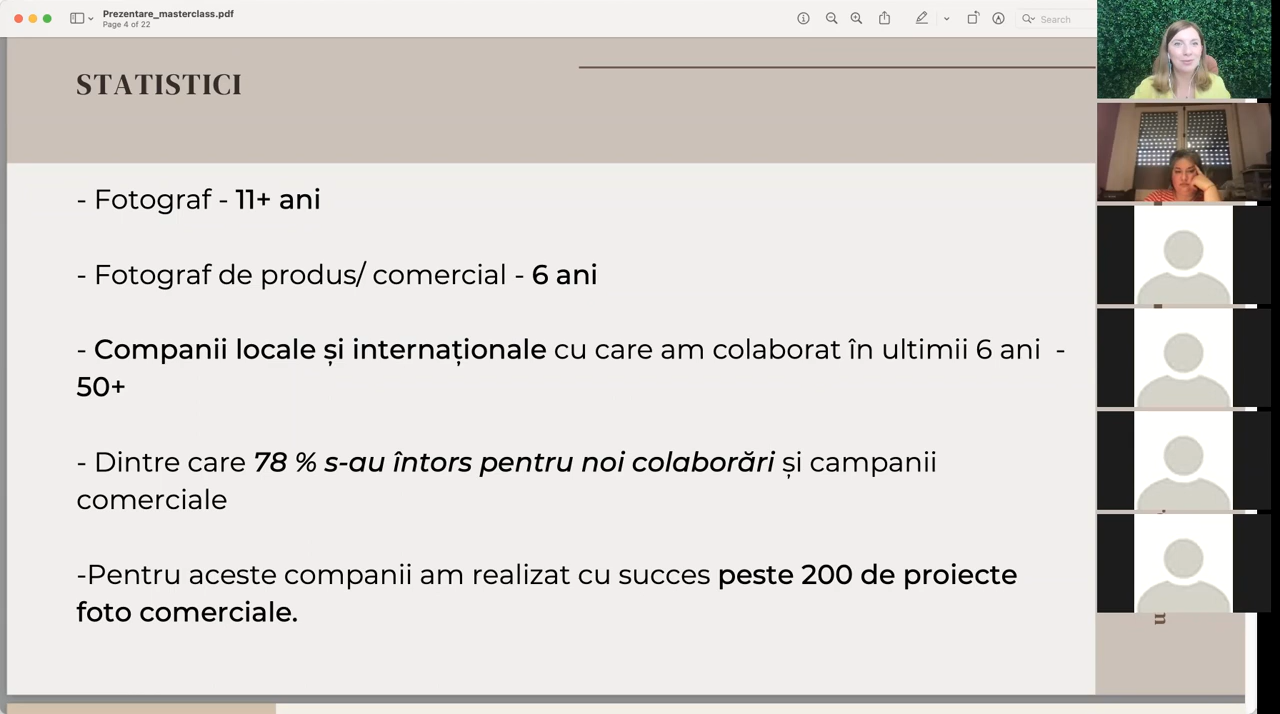 Prezentare_masterclass.pdf
Page 4 of 22
Search
STATISTICI
- Fotograf - 11+ ani
- Fotograf de produs/ comercial - 6 ani
- Companii locale și internaționale cu care am colaborat în ultimii 6 ani -
50+
- Dintre care 78 % s-au întors pentru noi colaborări și campanii
comerciale
-Pentru aceste companii am realizat cu succes peste 200 de proiecte
foto comerciale.